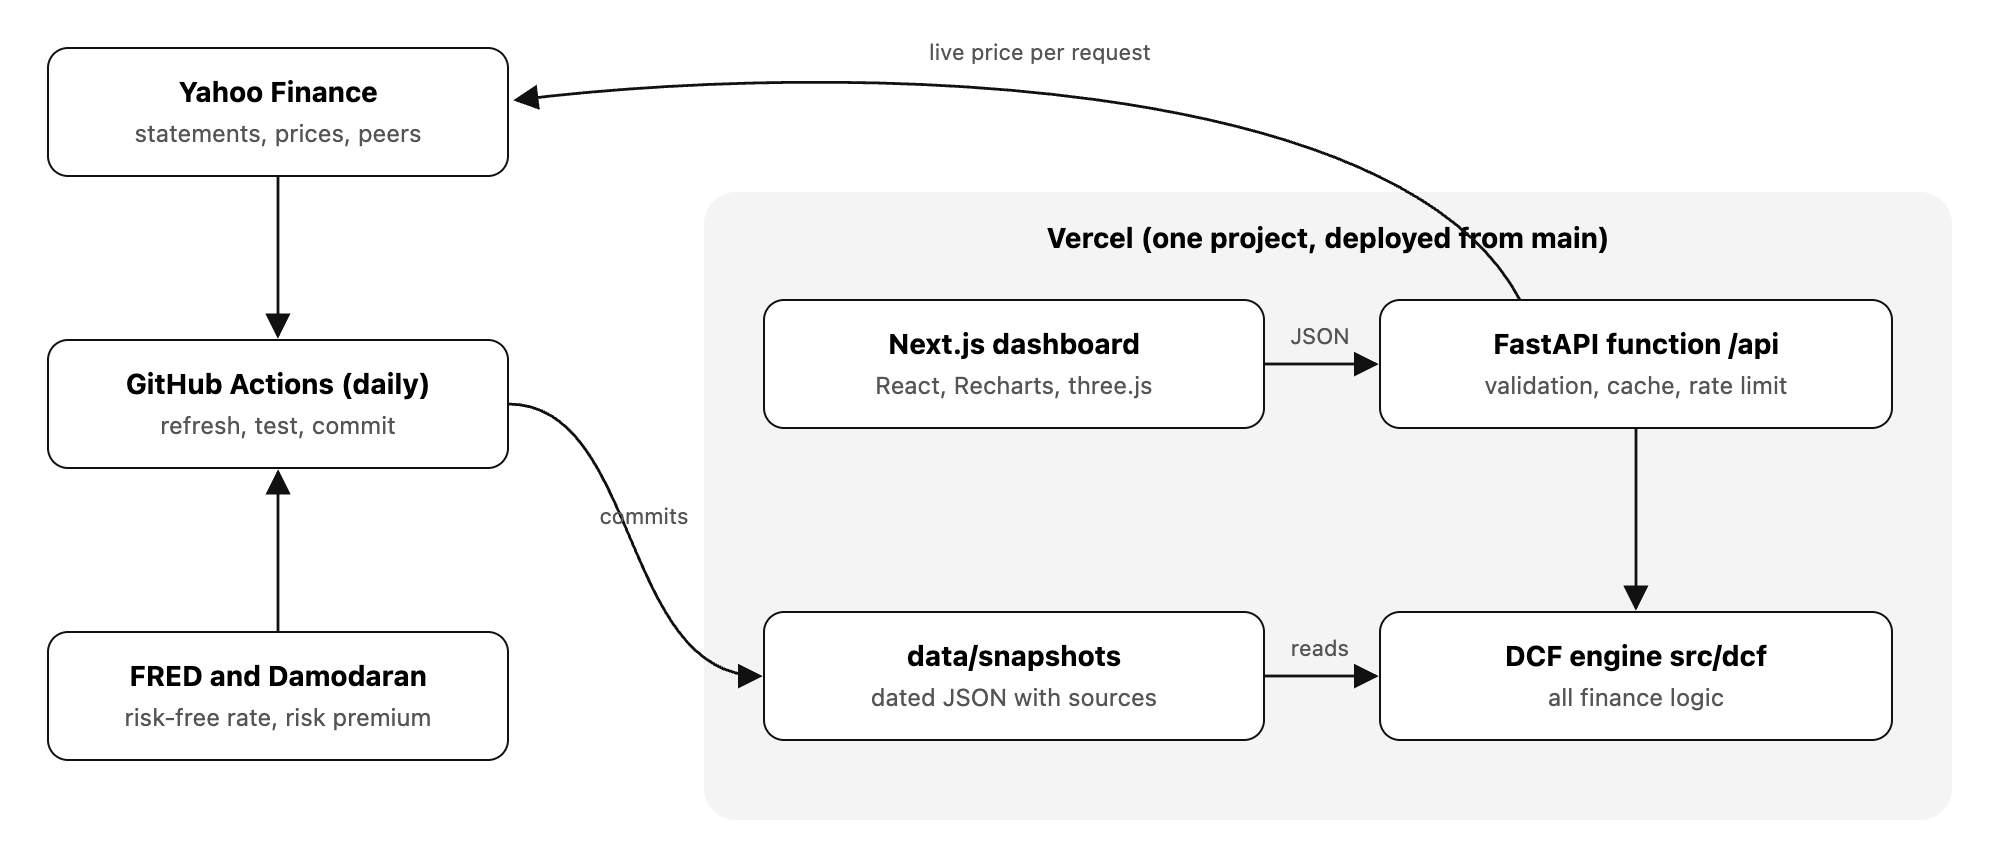 live price per request
Yahoo Finance
statements, prices, peers
Vercel (one project, deployed from main)
Next.js dashboard
React, Recharts, three.js
JSON
FastAPI function /api
validation, cache, rate limit
GitHub Actions (daily)
refresh, test, commit
commits
FRED and Damodaran
risk-free rate, risk premium
data/snapshots
dated JSON with sources
reads
DCF engine src/dcf
all finance logic